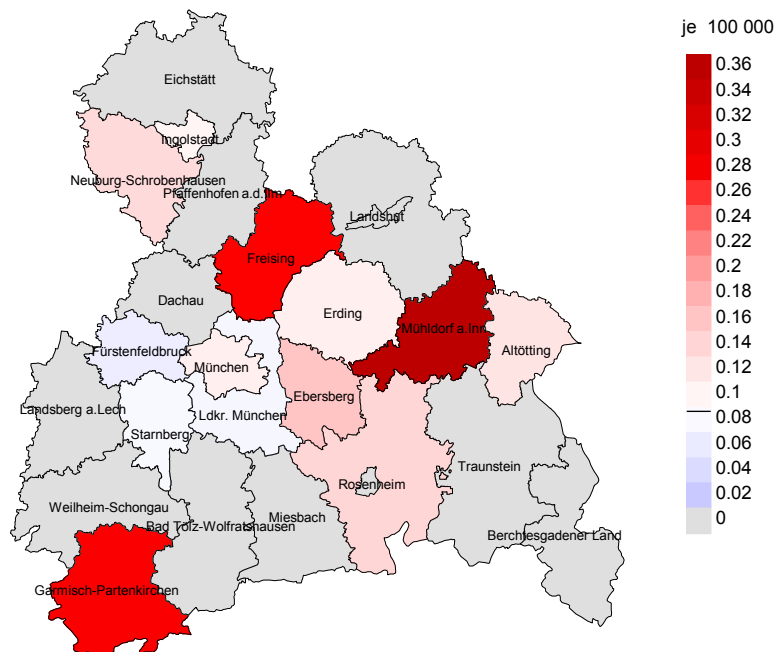 je 100 000
0.36
0.32
0.3
0.28
0.26
0.24
0.22
0.2
0.18
0.16
0.14
0.12
0.1
0.08
0.06
0.04
0.02
0
Eichstätt
Ingolstadt
Neuburg-Schrobenhausen
Pfaffenhofen a.d.Ilm
Landshut
Freising
Dachau
Erding
Mühldorf a.Inn
Fürstenfeldbruck
München
Altötting
Ebersberg
Landsberg a.Lech
Ldkr. München
Starnberg
Traunstein
Rosenheim
Weilheim-Schongau
Miesbach
Bad Tölz-Wolfratshausen
Berchtesgadener Land
Garmisch-Partenkirchen